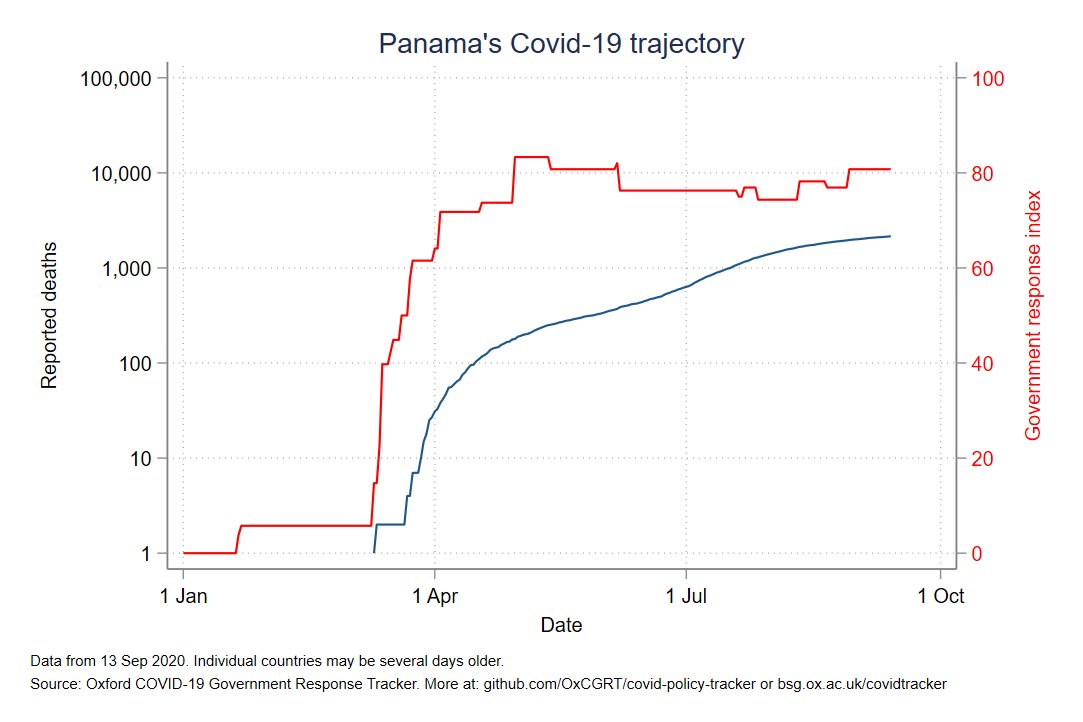 Panama's Covid-19 trajectory
100,000
10,000
1,000
100
10
1
Reported deaths
100
80
60
40
20
0
Government response index
1 Jan
1 Apr
1 Jul
1 Oct
Date
Data from 13 Sep 2020. Individual countries may be several days older.
Source: Oxford COVID-19 Government Response Tracker. More at: github.com/OxCGRT/covid-policy-tracker or bsg.ox.ac.uk/covidtracker